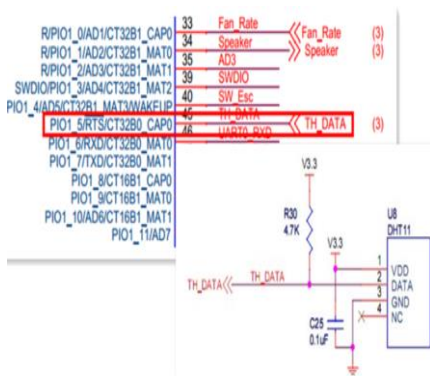 33
Fan_Rate
R/PIO1_0/AD1/CT32B1_CAP0
Fan_Rate
(3)
34
Speaker
R/PIO1_1/AD2/CT32B1_MAT0
Speaker
(3)
35
AD3
R/PIO1_2/AD3/CT32B1_MAT1
39
SWDIO
SWDIO/PIO1_3/AD4/CT32B1_MAT2
40
SW_Esc
PIO1_4/AD5/CT32B1_MAT3/WAKEUP
45
TH_DATA
PIO1_5/RTS/CT32B0_CAP0
TH_DATA
(3)
46
UART0_RXD
PIO1_6/RXD/CT32B0_MAT0
PIO1_7/TXD/CT32B0_MAT1
PIO1_8/CT16B1_CAP0
PIO1_9/CT16B1_MAT0
PIO1_10/AD6/CT16B1_MAT1
PIO1_11/AD7
V3.3
R30
4.7K
U8
DHT11
V3.3
1
VDD
2
DATA
3
GND
4
NC
TH_DATA
TH_DATA
C25
0.1uF